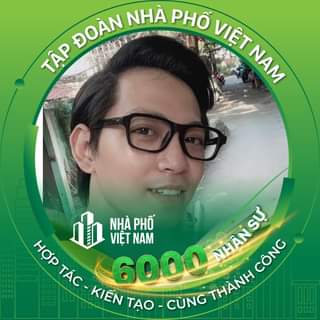 TẬP ĐOÀN NHÀ PHỐ VIỆT NAM
NHÀ PHỐ
VIỆT NAM
6000 NHÂN SỰ
HỢP TÁC - KIẾN TẠO - CÙNG THÀNH CÔNG